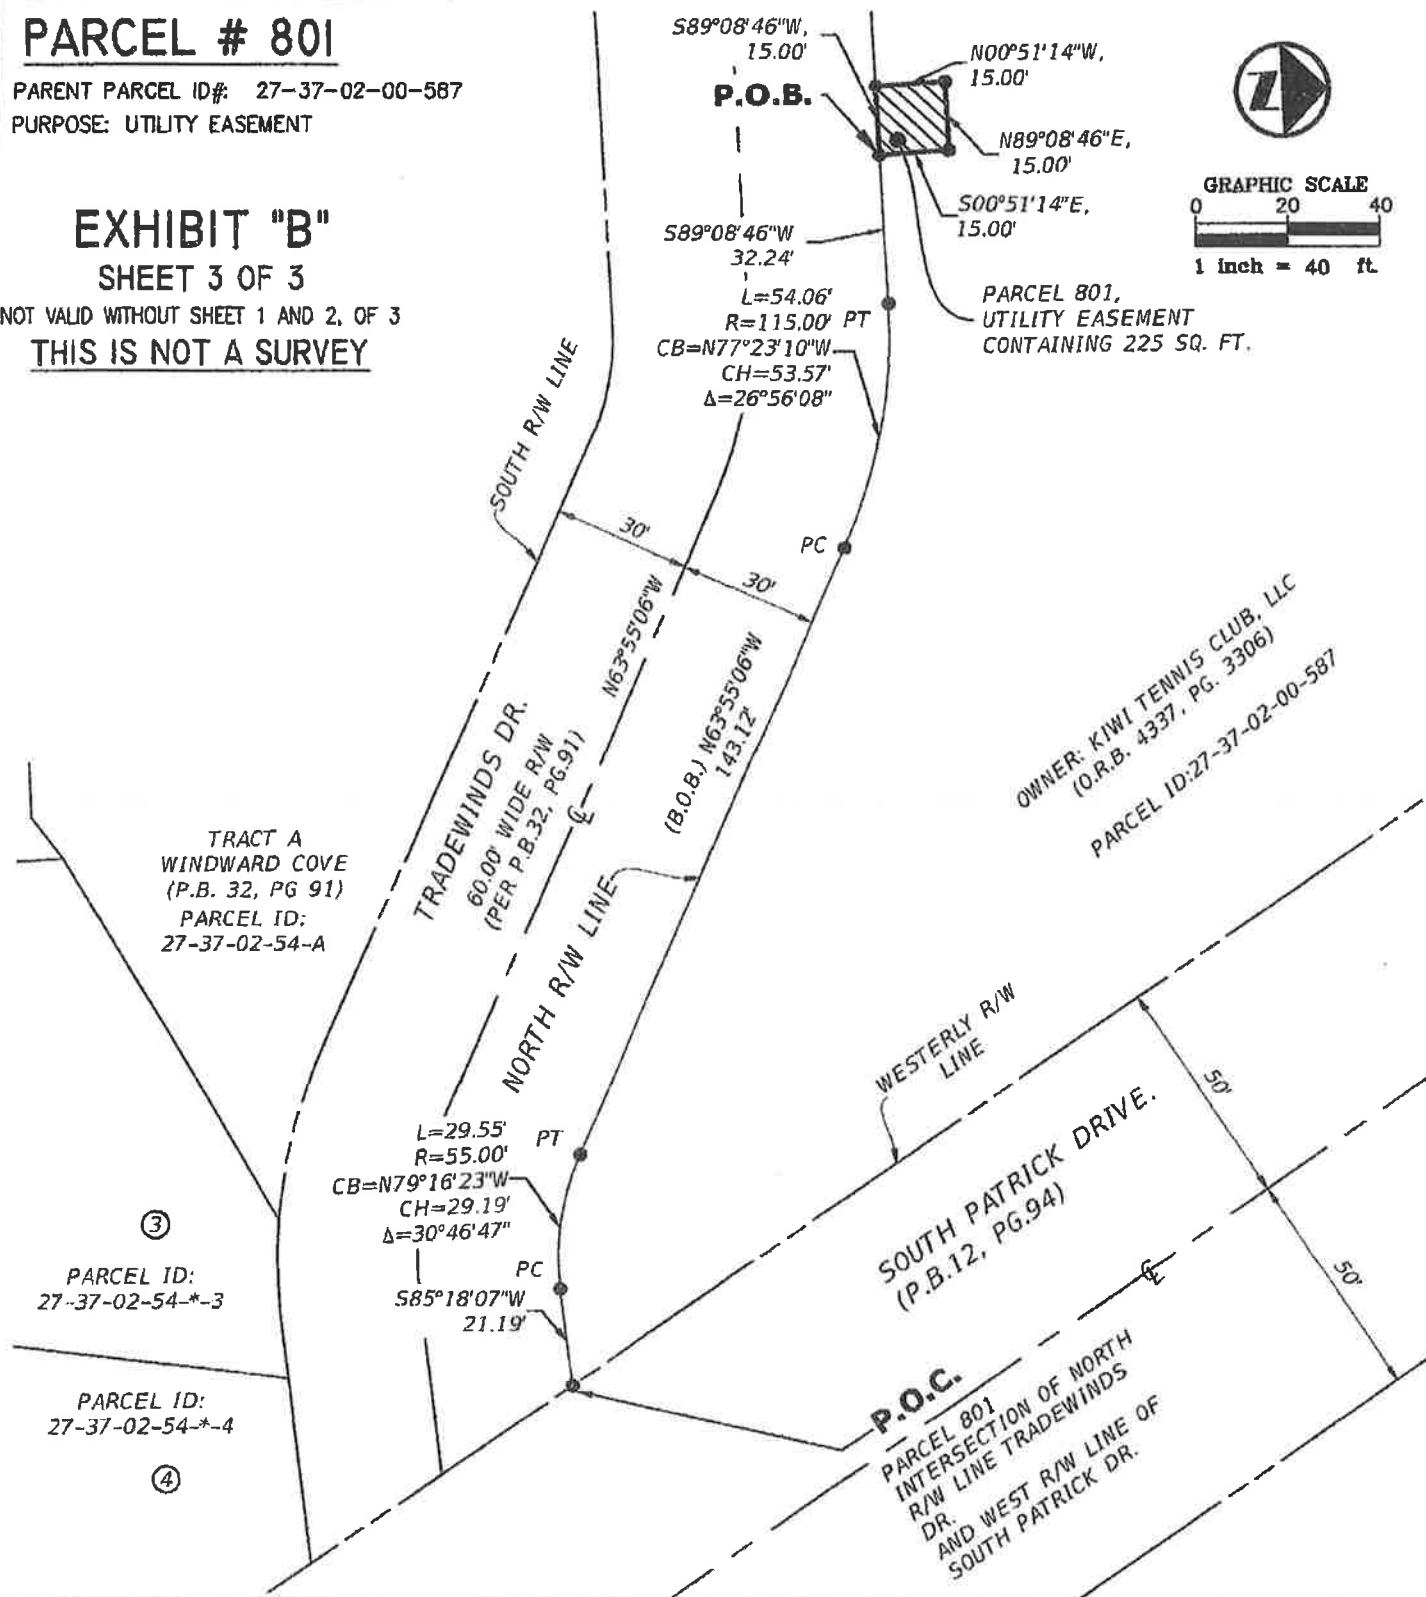 PARCEL # 801
PARENT PARCEL ID#: 27-37-02-00-587
PURPOSE: UTILITY EASEMENT
EXHIBIT "B"
SHEET 3 OF 3
NOT VALID WITHOUT SHEET 1 AND 2, OF 3
THIS IS NOT A SURVEY
S89°08'46"W,
15.00'
P.O.B.
N00°51'14"W,
15.00'
N89°08'46"E,
15.00'
S00°51'14"E,
15.00'
Z
GRAPHIC SCALE
0 20 40
1 inch = 40 ft.
S89°08'46"W
32.24'
L=54.06'
R=115.00'
CB=N77°23'10"W
CH=53.57'
Δ=26°56'08"
PT
PARCEL 801,
UTILITY EASEMENT
CONTAINING 225 SQ. FT.
SOUTH R/W LINE
30'
30'
PC
N63°55'06"W
(B.O.B.) N63°55'06"W
143.12'
TRADEWINDS DR.
60.00' WIDE R/W
(PER P.B.32, PG.91)
CL
NORTH R/W LINE
OWNER: KIWI TENNIS CLUB, LLC
(O.R.B. 4337, PG. 3306)
PARCEL ID:27-37-02-00-587
TRACT A
WINDWARD COVE
(P.B. 32, PG 91)
PARCEL ID:
27-37-02-54-A
WESTERLY R/W
LINE
L=29.55'
R=55.00'
CB=N79°16'23"W
CH=29.19'
Δ=30°46'47"
PT
PC
S85°18'07"W
21.19'
3
PARCEL ID:
27-37-02-54-*-3
PARCEL ID:
27-37-02-54-*-4
4
SOUTH PATRICK DRIVE.
(P.B.12, PG.94)
50'
50'
CL
P.O.C.
PARCEL 801
INTERSECTION OF NORTH
R/W LINE TRADEWINDS
DR.
AND WEST R/W LINE OF
SOUTH PATRICK DR.